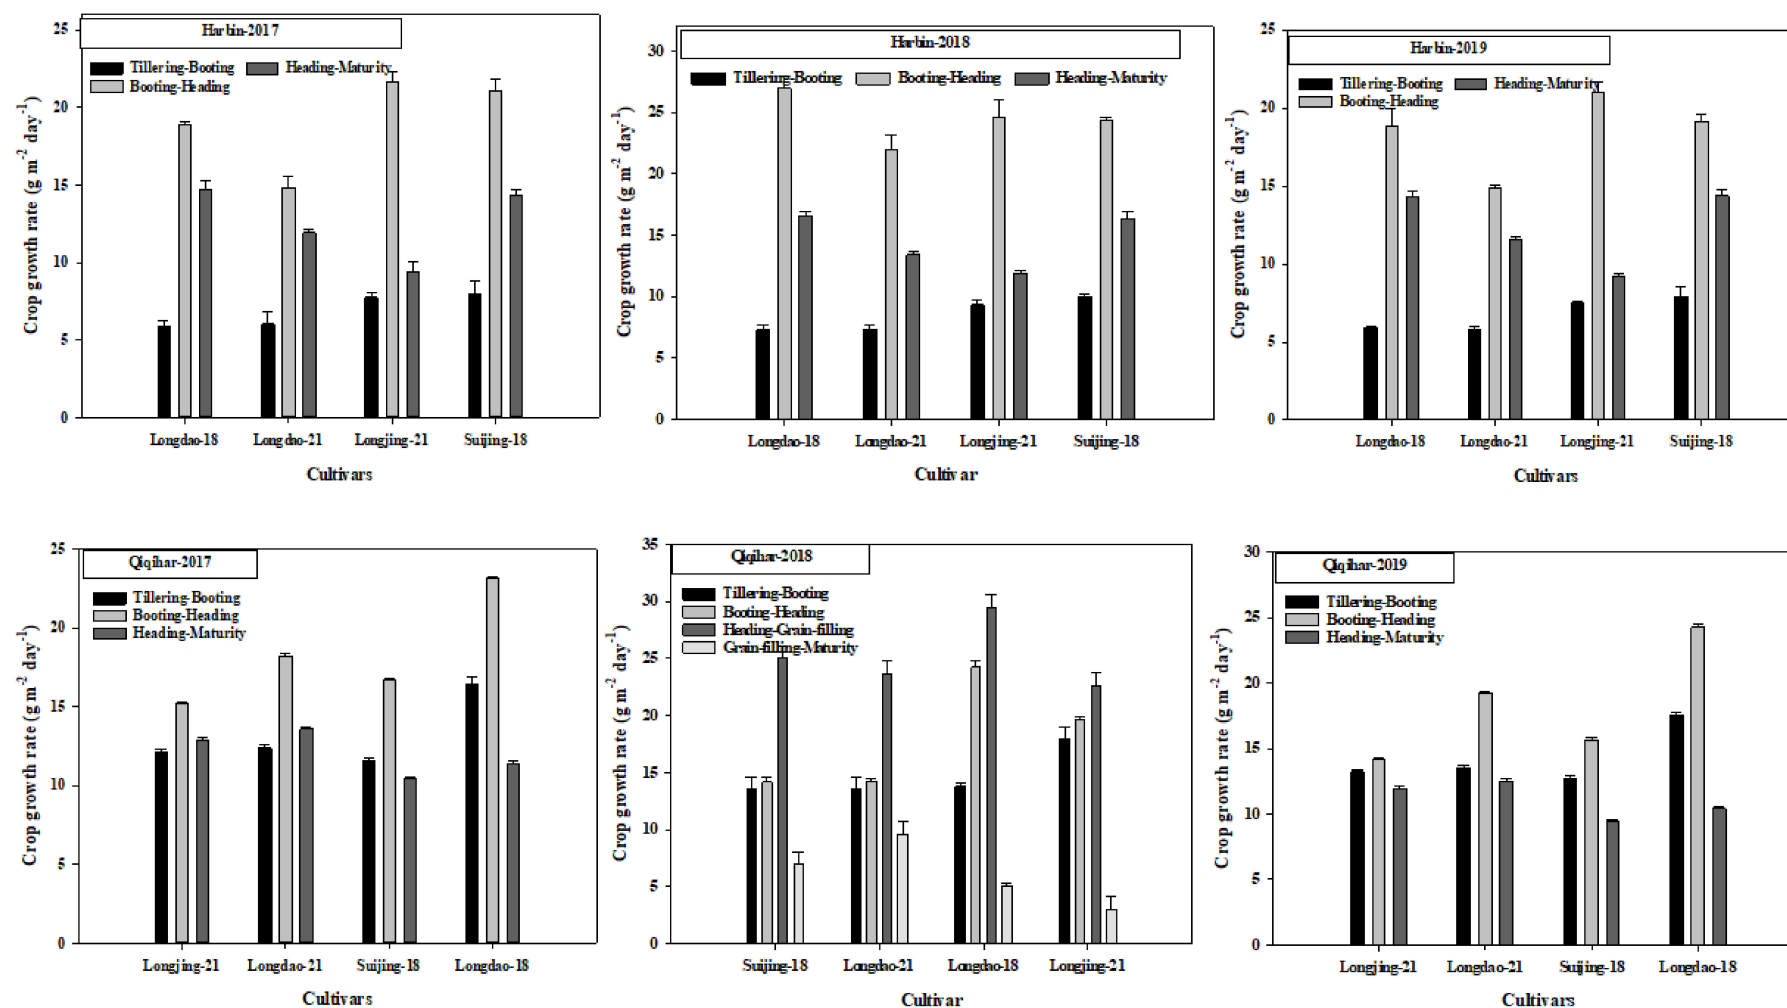 Harbin-2017
Tillering-Booting
Heading-Maturity
Booting-Heading
Crop growth rate (g m⁻² day⁻¹)
25
20
15
10
5
0
Longdao-18
Longdao-21
Longjing-21
Suijing-18
Cultivars
Harbin-2018
Tillering-Booting
Booting-Heading
Heading-Maturity
Crop growth rate (g m⁻² day⁻¹)
30
25
20
15
10
5
0
Longdao-18
Longdao-21
Longjing-21
Suijing-18
Cultivar
Harbin-2019
Tillering-Booting
Heading-Maturity
Booting-Heading
Crop growth rate (g m⁻² day⁻¹)
25
20
15
10
5
0
Longdao-18
Longdao-21
Longjing-21
Suijing-18
Cultivars
Qiqihar-2017
Tillering-Booting
Booting-Heading
Heading-Maturity
Crop growth rate (g m⁻² day⁻¹)
25
20
15
10
5
0
Longjing-21
Longdao-21
Suijing-18
Longdao-18
Cultivars
Qiqihar-2018
Tillering-Booting
Booting-Heading
Heading-Grain-filling
Grain-filling-Maturity
Crop growth rate (g m⁻² day⁻¹)
35
30
25
20
15
10
5
0
Suijing-18
Longdao-21
Longdao-18
Longjing-21
Cultivar
Qiqihar-2019
Tillering-Booting
Booting-Heading
Heading-Maturity
Crop growth rate (g m⁻² day⁻¹)
30
25
20
15
10
5
0
Longjing-21
Longdao-21
Suijing-18
Longdao-18
Cultivars